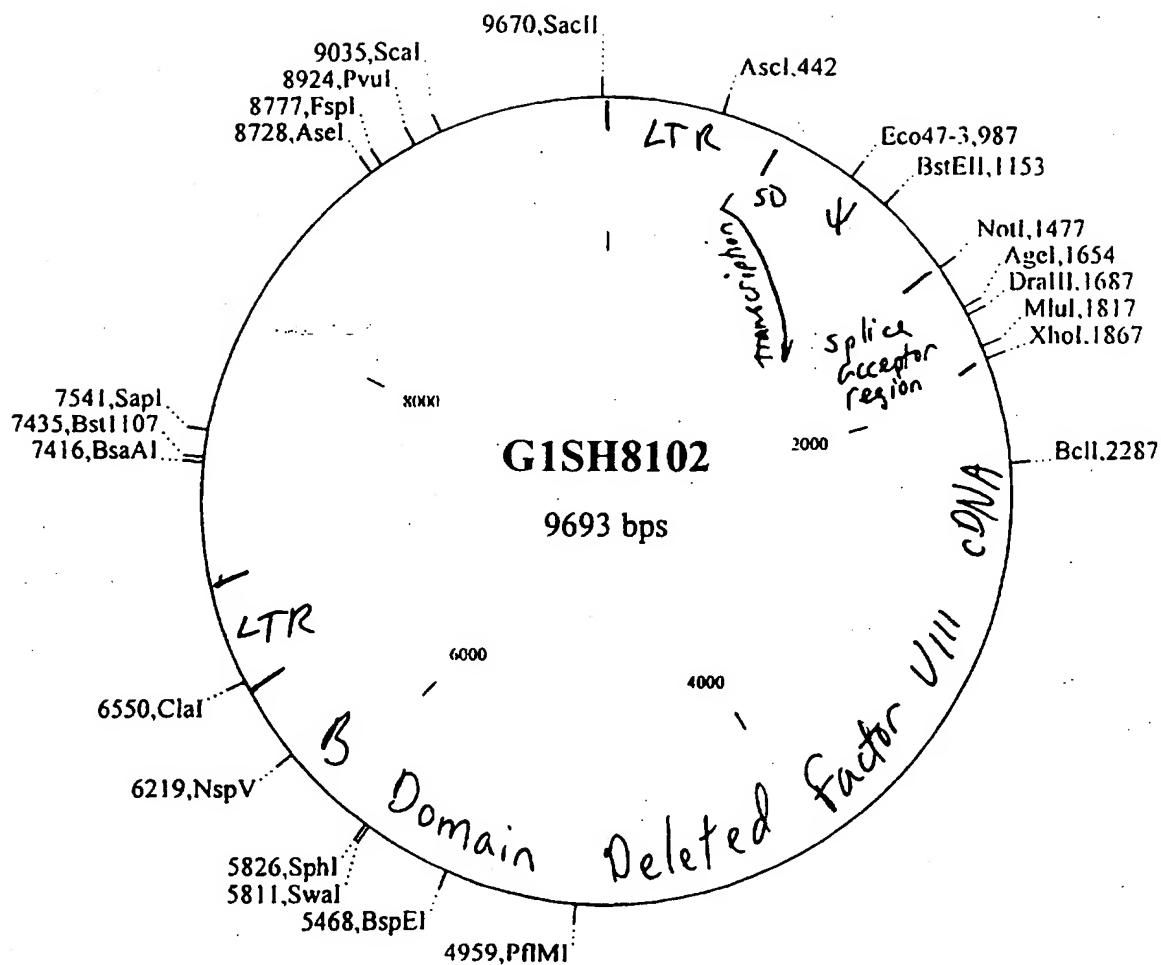 9670,SacII
9035,ScaI
8924,PvuI
8777,FspI
8728,AseI
AscI,442
LTR
Eco47-3,987
BstEII,1153
SD
Ψ
transcription
NotI,1477
AgeI,1654
DraIII,1687
MluI,1817
XhoI,1867
splice
acceptor
region
7541,SapI
7435,Bst1107
7416,BsaAI
8000
2000
G1SH8102
9693 bps
BclI,2287
cDNA
LTR
6000
4000
6550,ClaI
6219,NspV
B Domain Deleted Factor VIII
5826,SphI
5811,SwaI
5468,BspEI
4959,PflMI